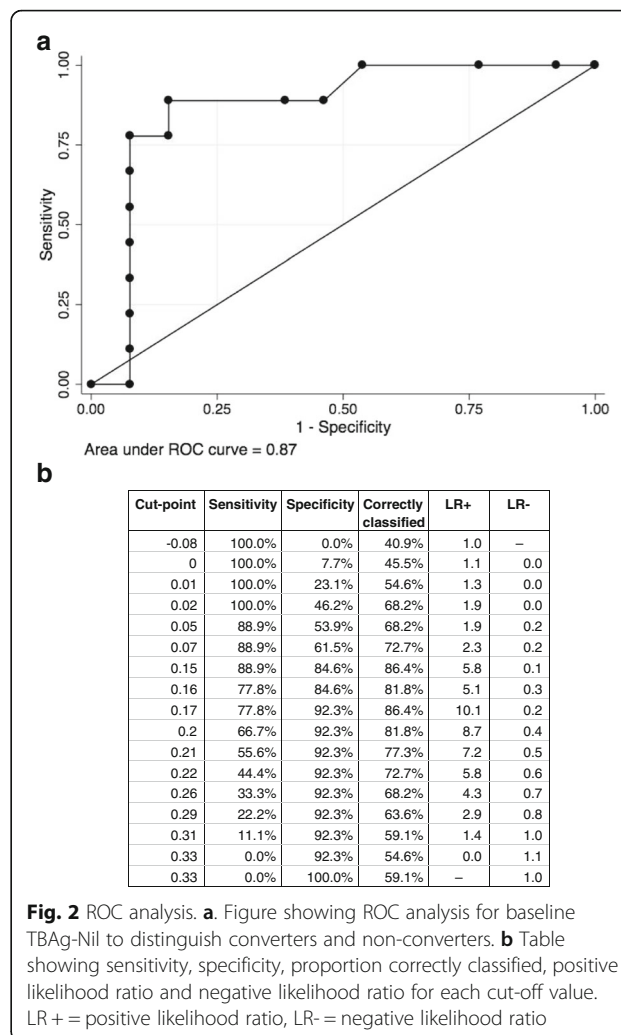 a
1.00
0.75
0.50
0.25
0.00
Sensitivity
0.00 0.25 0.50 0.75 1.00
1 - Specificity
Area under ROC curve = 0.87
b
Cut-point Sensitivity Specificity Correctly classified LR+ LR-
-0.08 100.0% 0.0% 40.9% 1.0 –
0 100.0% 7.7% 45.5% 1.1 0.0
0.01 100.0% 23.1% 54.6% 1.3 0.0
0.02 100.0% 46.2% 68.2% 1.9 0.0
0.05 88.9% 53.9% 68.2% 1.9 0.2
0.07 88.9% 61.5% 72.7% 2.3 0.2
0.15 88.9% 84.6% 86.4% 5.8 0.1
0.16 77.8% 84.6% 81.8% 5.1 0.3
0.17 77.8% 92.3% 86.4% 10.1 0.2
0.2 66.7% 92.3% 81.8% 8.7 0.4
0.21 55.6% 92.3% 77.3% 7.2 0.5
0.22 44.4% 92.3% 72.7% 5.8 0.6
0.26 33.3% 92.3% 68.2% 4.3 0.7
0.29 22.2% 92.3% 63.6% 2.9 0.8
0.31 11.1% 92.3% 59.1% 1.4 1.0
0.33 0.0% 92.3% 54.6% 0.0 1.1
0.33 0.0% 100.0% 59.1% – 1.0
Fig. 2 ROC analysis. a. Figure showing ROC analysis for baseline
TBAg-Nil to distinguish converters and non-converters. b Table
showing sensitivity, specificity, proportion correctly classified, positive
likelihood ratio and negative likelihood ratio for each cut-off value.
LR + = positive likelihood ratio, LR- = negative likelihood ratio